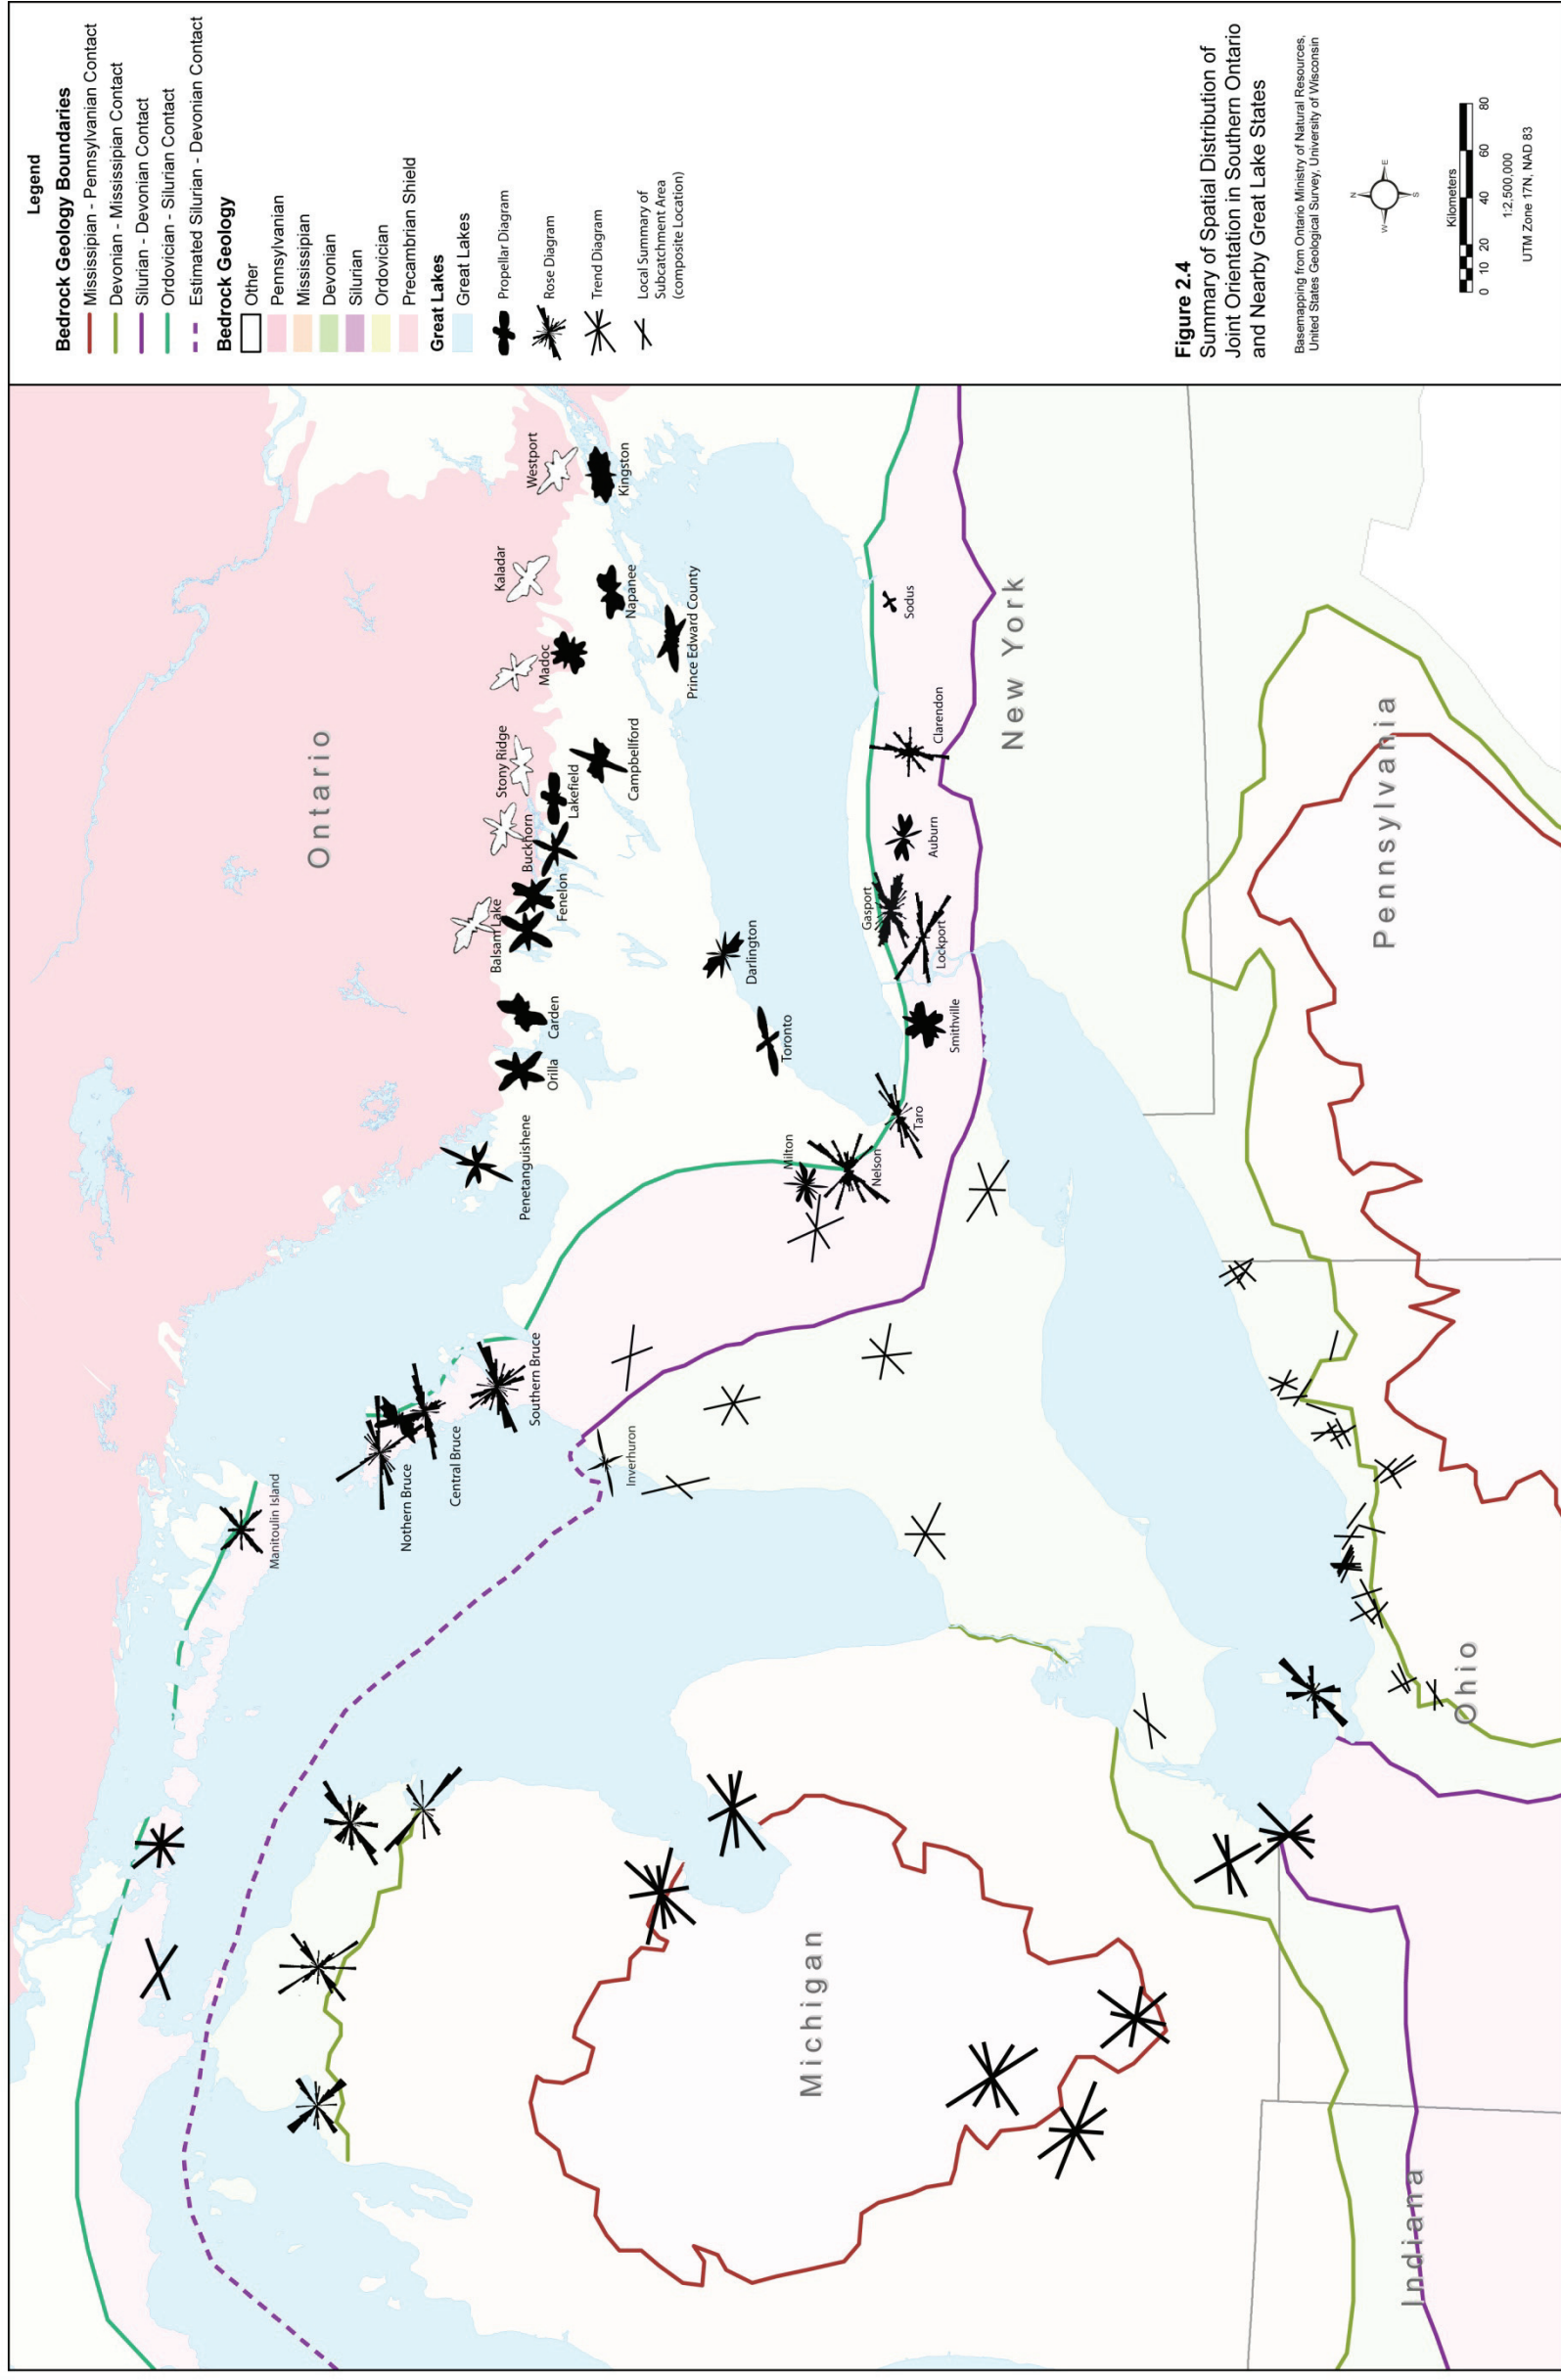 Legend
Bedrock Geology Boundaries
Missisipian - Pennsylvanian Contact
Devonian - Mississipian Contact
Silurian - Devonian Contact
Ordovician - Silurian Contact
Estimated Silurian - Devonian Contact
Bedrock Geology
Other
Pennsylvanian
Mississipian
Devonian
Silurian
Ordovician
Precambrian Shield
Great Lakes
Great Lakes
Propellar Diagram
Rose Diagram
Trend Diagram
Local Summary of
Subcatchment Area
(composite Location)
Figure 2.4
Summary of Spatial Distribution of
Joint Orientation in Southern Ontario
and Nearby Great Lake States
Basemapping from Ontario Ministry of Natural Resources,
United States Geological Survey, University of Wisconsin
N
W
E
S
Kilometers
0 10 20 40 60 80
1:2,500,000
UTM Zone 17N, NAD 83
Ontario
Westport
Kingston
Kaladar
Napanee
Madoc
Prince Edward County
Stony Ridge
Lakefield
Campbellford
Buckhorn
Fenelon
Balsam Lake
Carden
Orilla
Penetanguishene
Darlington
Toronto
Sodus
Clarendon
Auburn
Gasport
Lockport
Smithville
Taro
Milton
Nelson
New York
Pennsylvania
Southern Bruce
Central Bruce
Nothern Bruce
Manitoulin Island
Inverhuron
Michigan
Ohio
Indiana